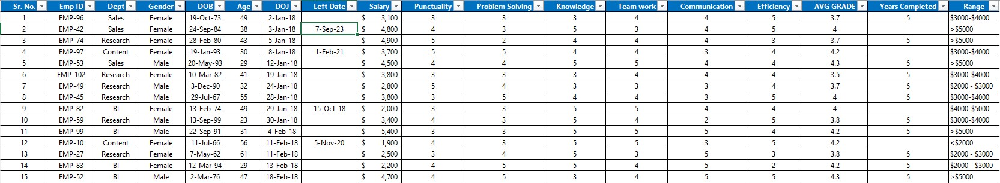 Sr. No. Emp ID Dept Gender DOB Age DOJ Left Date Salary Punctuality Problem Solving Knowledge Team work Communication Efficiency AVG GRADE Years Completed Range
1 EMP-96 Sales Female 19-Oct-73 49 2-Jan-18 $ 3,100 3 3 3 4 4 5 3.7 5 $3000-$4000
2 EMP-42 Sales Female 24-Sep-84 38 3-Jan-18 7-Sep-23 $ 4,800 4 3 5 3 4 5 4 >$5000
3 EMP-74 Research Female 28-Feb-80 43 5-Jan-18 $ 4,900 5 2 4 4 4 3 3.7 5 >$5000
4 EMP-97 Content Female 19-Jan-93 30 8-Jan-18 1-Feb-21 $ 3,700 5 5 4 4 3 4 4.2 $3000-$4000
5 EMP-53 Sales Male 20-May-93 29 12-Jan-18 $ 4,500 4 4 5 5 4 4 4.3 5 >$5000
6 EMP-102 Research Female 10-Mar-82 41 19-Jan-18 $ 3,800 3 3 3 4 4 4 3.5 5 $3000-$4000
7 EMP-49 Research Male 3-Dec-90 32 24-Jan-18 $ 2,800 5 4 3 3 3 4 3.7 5 $2000 - $3000
8 EMP-45 Research Male 29-Jul-67 55 28-Jan-18 $ 3,800 3 5 4 4 3 5 4 5 $3000-$4000
9 EMP-82 BI Female 13-Feb-74 49 29-Jan-18 15-Oct-18 $ 2,000 3 3 5 5 4 4 4 $4000-$5000
10 EMP-59 Research Male 13-Sep-99 23 30-Jan-18 $ 3,400 4 3 5 4 2 5 3.8 5 $3000-$4000
11 EMP-99 BI Male 22-Sep-91 31 4-Feb-18 $ 5,400 3 3 5 5 5 4 4.2 5 >$5000
12 EMP-10 Content Female 11-Jul-66 56 11-Feb-18 5-Nov-20 $ 1,900 4 3 5 5 3 5 4.2 <$2000
13 EMP-27 Research Female 7-May-62 61 11-Feb-18 $ 2,500 3 4 5 3 5 3 3.8 5 $2000 - $3000
14 EMP-83 BI Female 12-Mar-94 29 13-Feb-18 $ 2,200 4 5 5 4 5 2 4.2 5 $2000 - $3000
15 EMP-52 BI Male 2-Mar-76 47 18-Feb-18 $ 4,700 4 5 3 4 5 5 4.3 5 >$5000